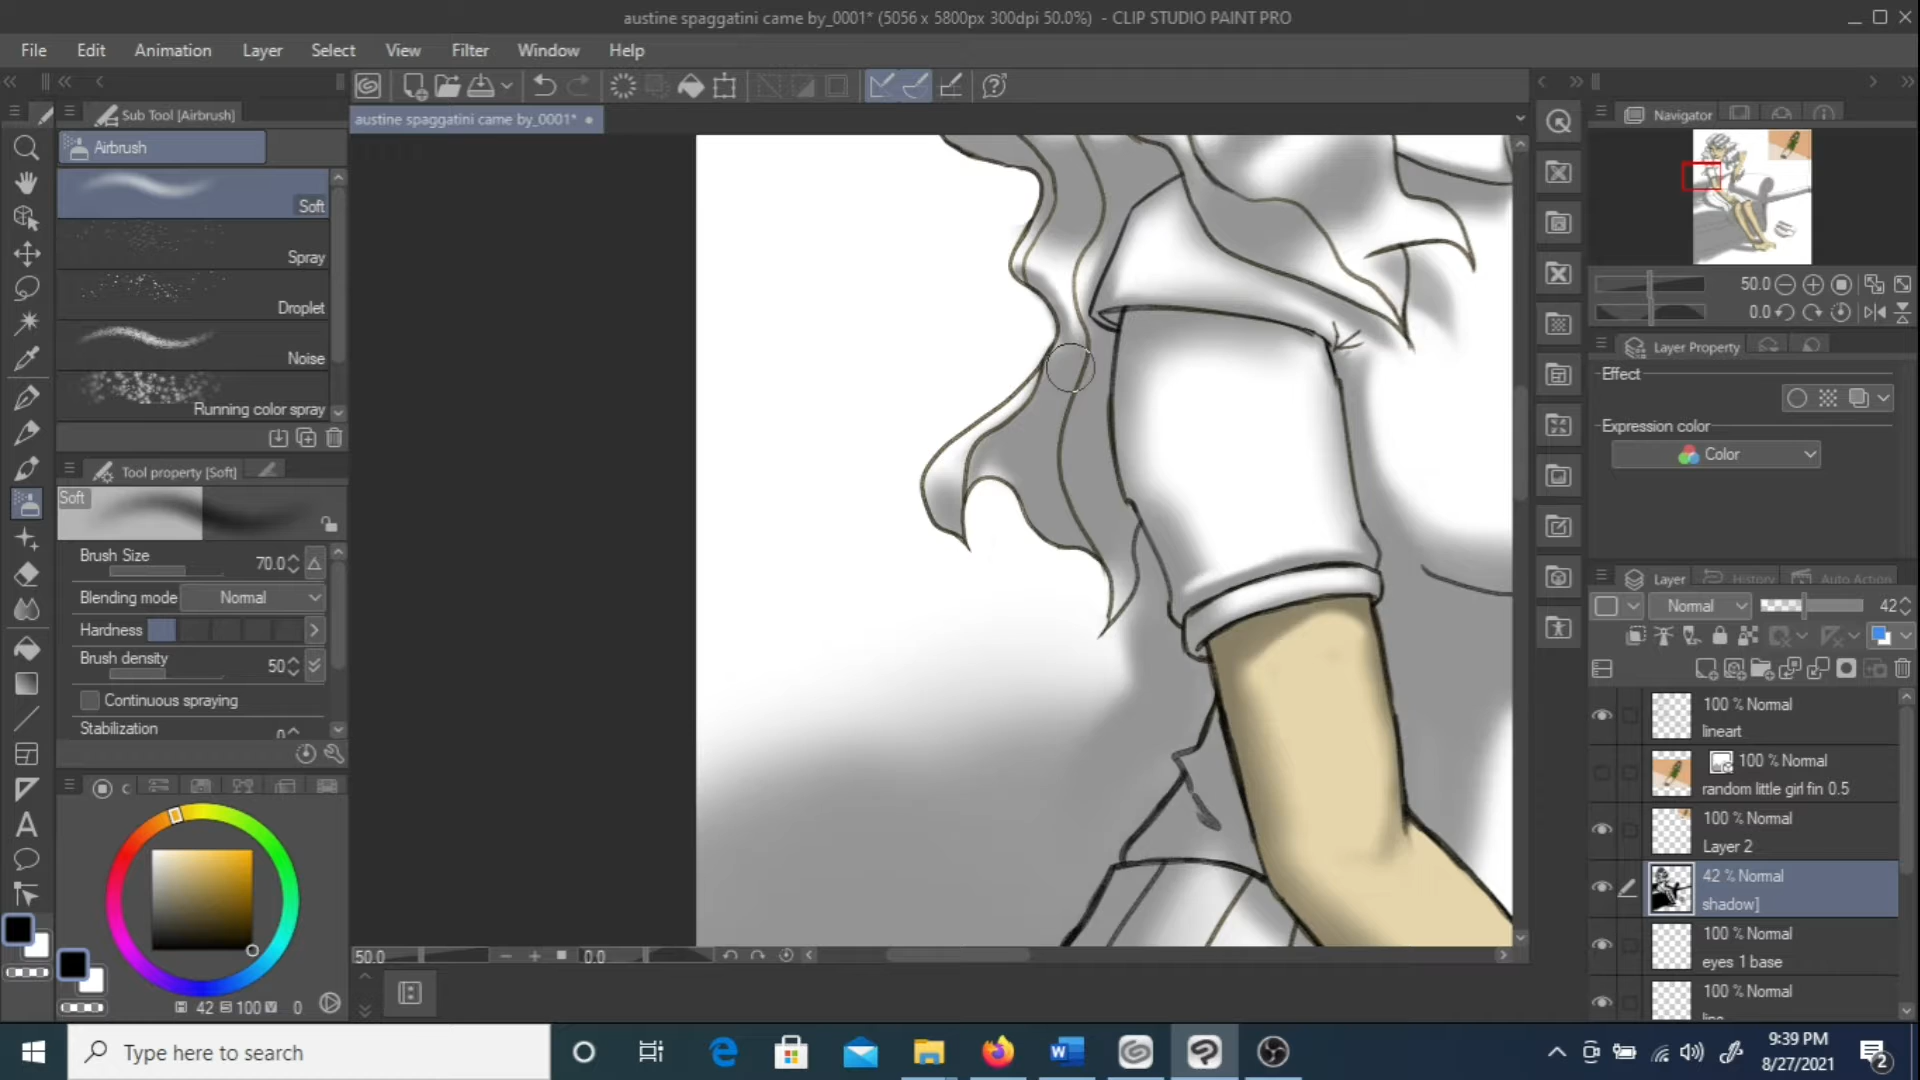 austine spaggatini came by_0001* (5056 x 5800px 300dpi 50.0%) - CLIP STUDIO PAINT PRO
File Edit Animation Layer Select View Filter Window Help
Sub Tool [Airbrush]
austine spaggatini came by_0001*
Navigator
Airbrush
Soft
Spray
Droplet
Noise
Running color spray
Tool property [Soft]
Soft
Brush Size 70.0
Blending mode Normal
Hardness
Brush density 50
Continuous spraying
Stabilization 0
H 42 S 100 V 0
50.0 0.0
50.0
0.0
Layer Property
Effect
Expression color
Color
Layer History Auto Action
Normal 42
100 % Normal
lineart
100 % Normal
random little girl fin 0.5
100 % Normal
Layer 2
42 % Normal
shadow]
100 % Normal
eyes 1 base
100 % Normal
Type here to search
9:39 PM
8/27/2021
2